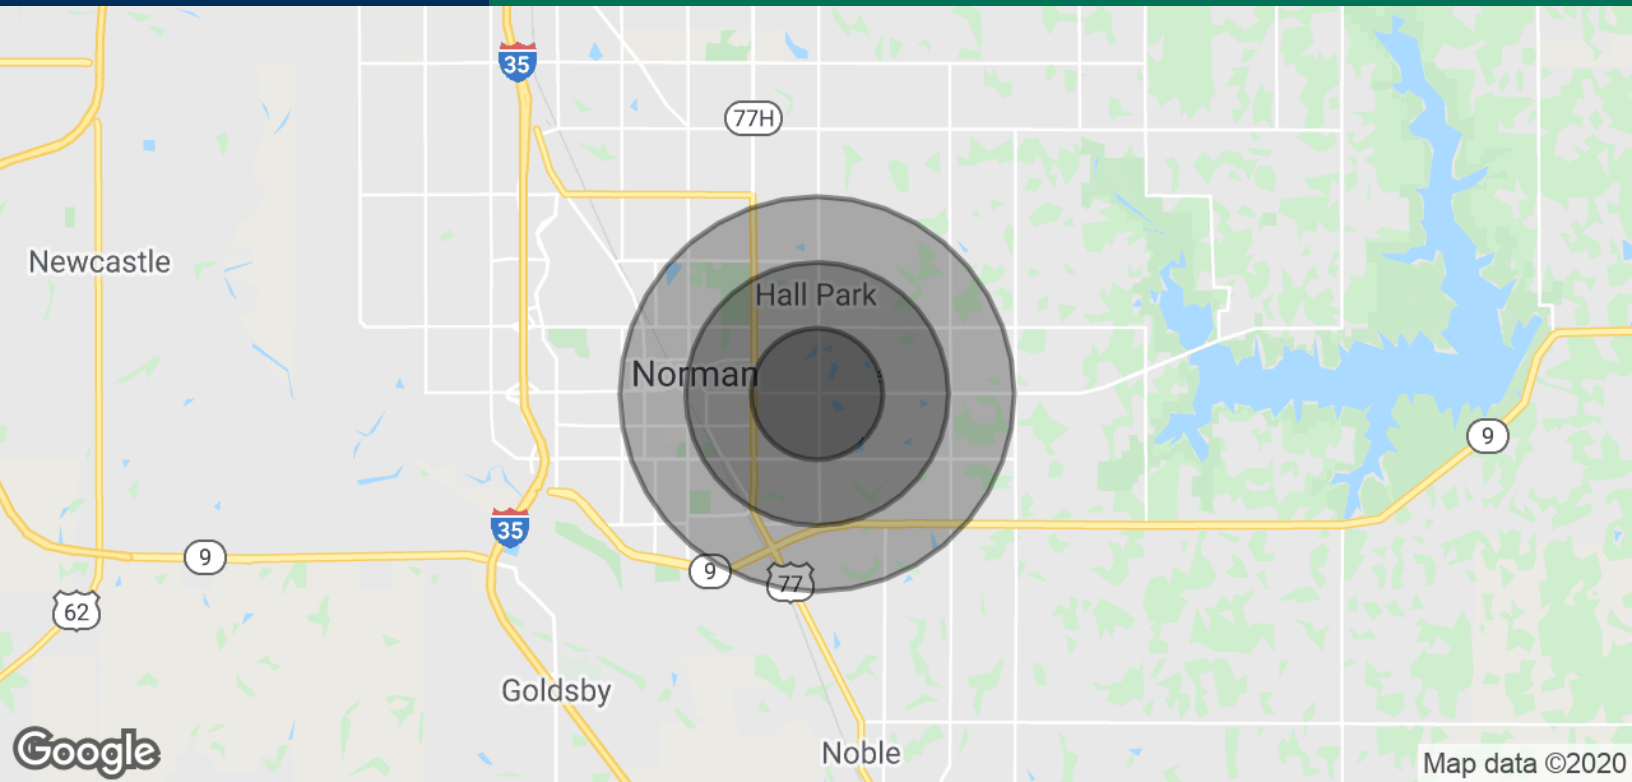 35
77H
Newcastle
Hall Park
Norman
9
35
9
9
77
62
Goldsby
Noble
Google
Map data ©2020